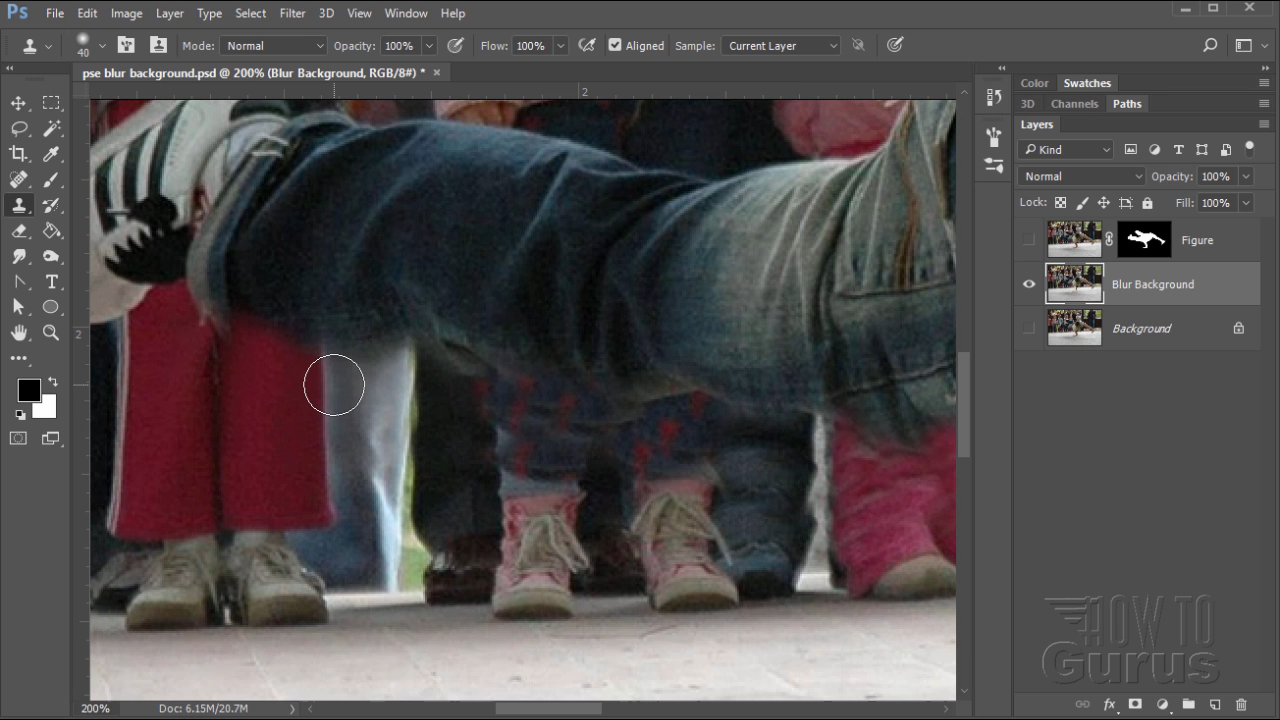 Ps File Edit Image Layer Type Select Filter 3D View Window Help
40 Mode: Normal Opacity: 100% Flow: 100% Aligned Sample: Current Layer
pse blur background.psd @ 200% (Blur Background, RGB/8#) * ×
Color Swatches
2
3D Channels Paths
Layers
Kind
Normal Opacity: 100%
Lock: Fill: 100%
Figure
Blur Background
2
Background
HOW TO
Gurus
200% Doc: 6.15M/20.7M
fx